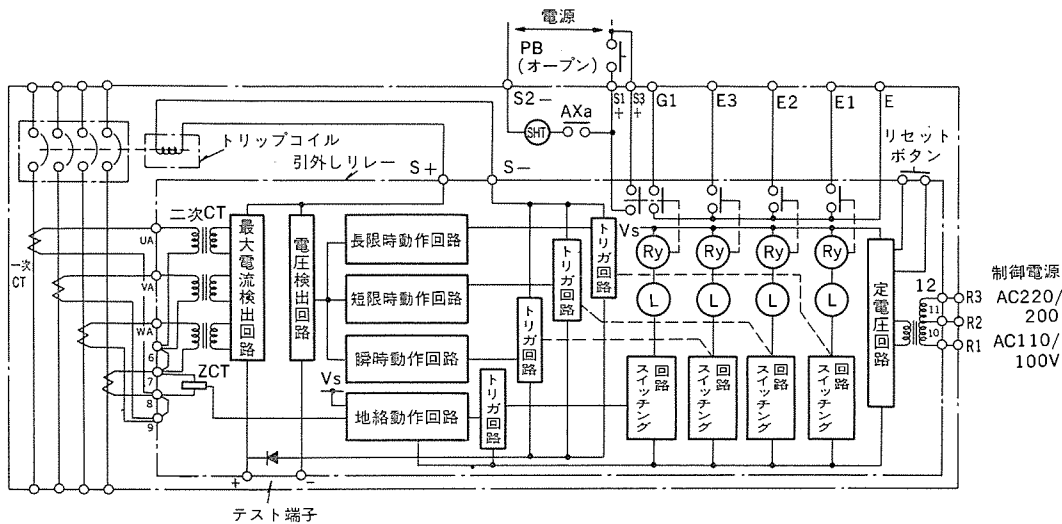 電源
PB
(オープン)
S2−
AXa
S1
+
S3
+
G1
E3
E2
E1
E
SHT
トリップコイル
引外しリレー
S+
S−
リセット
ボタン
二次CT
一次
CT
UA
VA
WA
6
7
8
9
ZCT
最大電流検出回路
電圧検出回路
長限時動作回路
短限時動作回路
瞬時動作回路
地絡動作回路
Vs
トリガ回路
トリガ回路
トリガ回路
トリガ回路
Vs
Ry
Ry
Ry
Ry
L
L
L
L
スイッチング回路
スイッチング回路
スイッチング回路
スイッチング回路
定電圧回路
12
11
10
R3
R2
R1
制御電源
AC220/
200
AC110/
100V
+
−
テスト端子